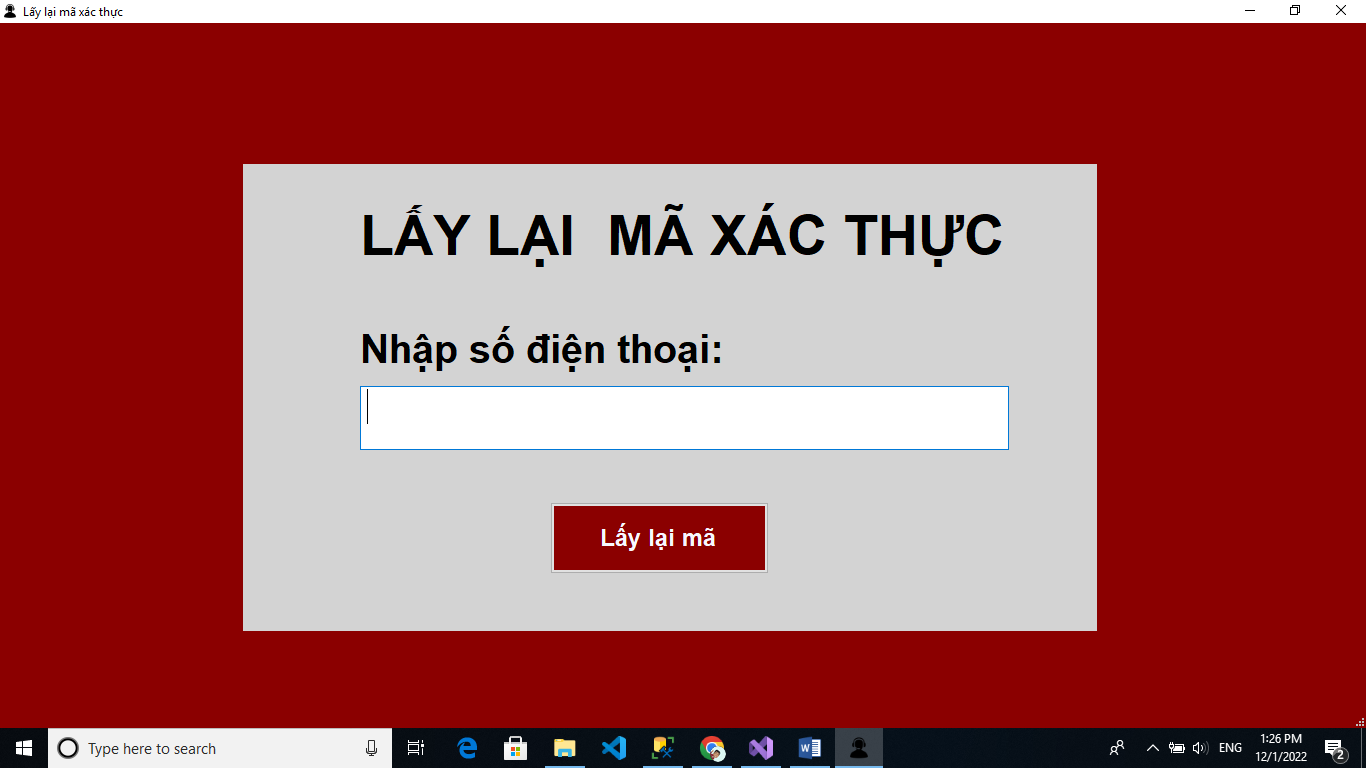 Lấy lại mã xác thực
LẤY LẠI  MÃ XÁC THỰC
Nhập số điện thoại:
Lấy lại mã
Type here to search
ENG
1:26 PM
12/1/2022
2